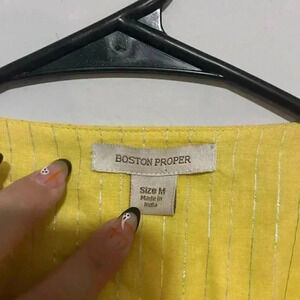 BOSTON PROPER
Size M
Made in
India